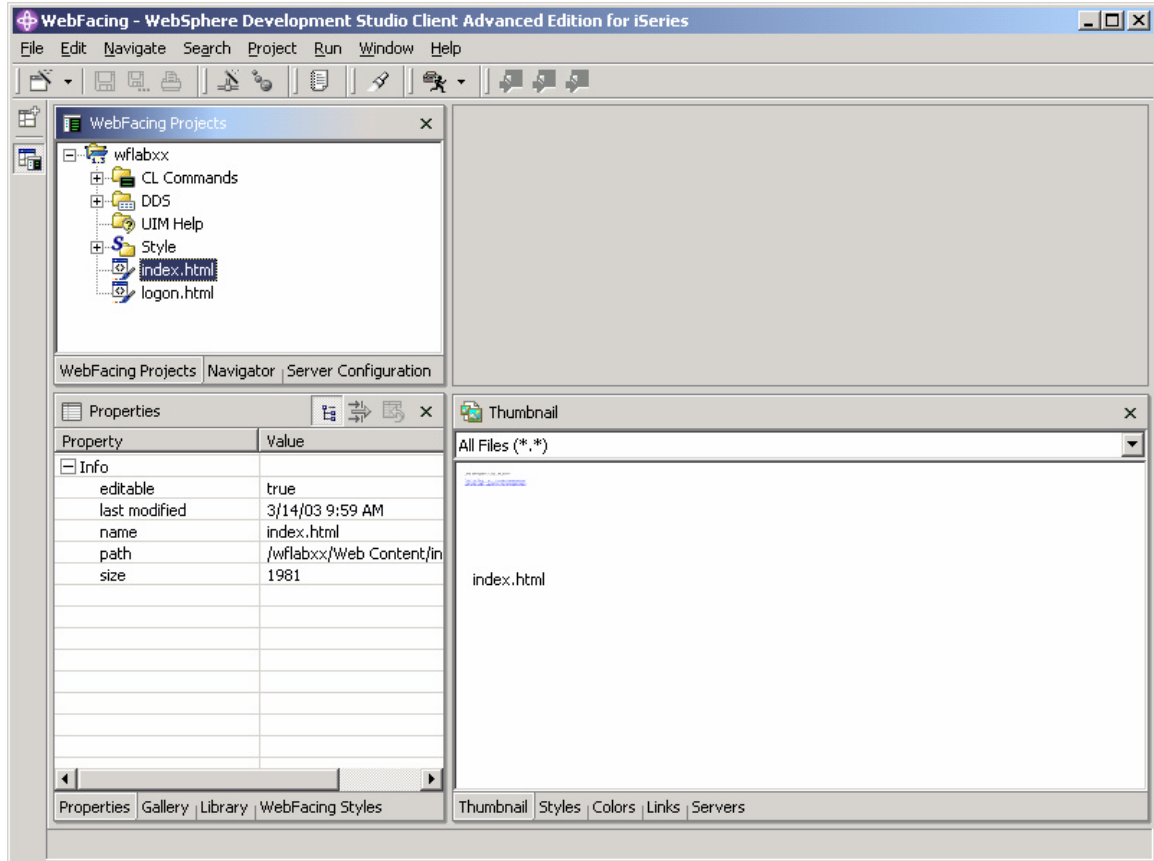 WebFacing - WebSphere Development Studio Client Advanced Edition for iSeries
File Edit Navigate Search Project Run Window Help
WebFacing Projects
wflabxx
CL Commands
DDS
UIM Help
Style
index.html
logon.html
WebFacing Projects Navigator Server Configuration
Properties
Property Value
Info
editable true
last modified 3/14/03 9:59 AM
name index.html
path /wflabxx/Web Content/in
size 1981
Properties Gallery Library WebFacing Styles
Thumbnail
All Files (*.*)
index.html
Thumbnail Styles Colors Links Servers